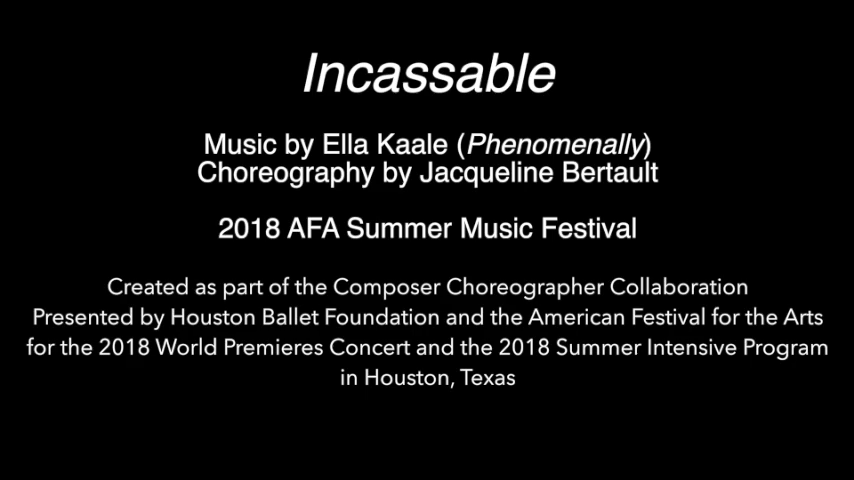 Incassable
Music by Ella Kaale (Phenomenally)
Choreography by Jacqueline Bertault
2018 AFA Summer Music Festival
Created as part of the Composer Choreographer Collaboration
Presented by Houston Ballet Foundation and the American Festival for the Arts
for the 2018 World Premieres Concert and the 2018 Summer Intensive Program
in Houston, Texas